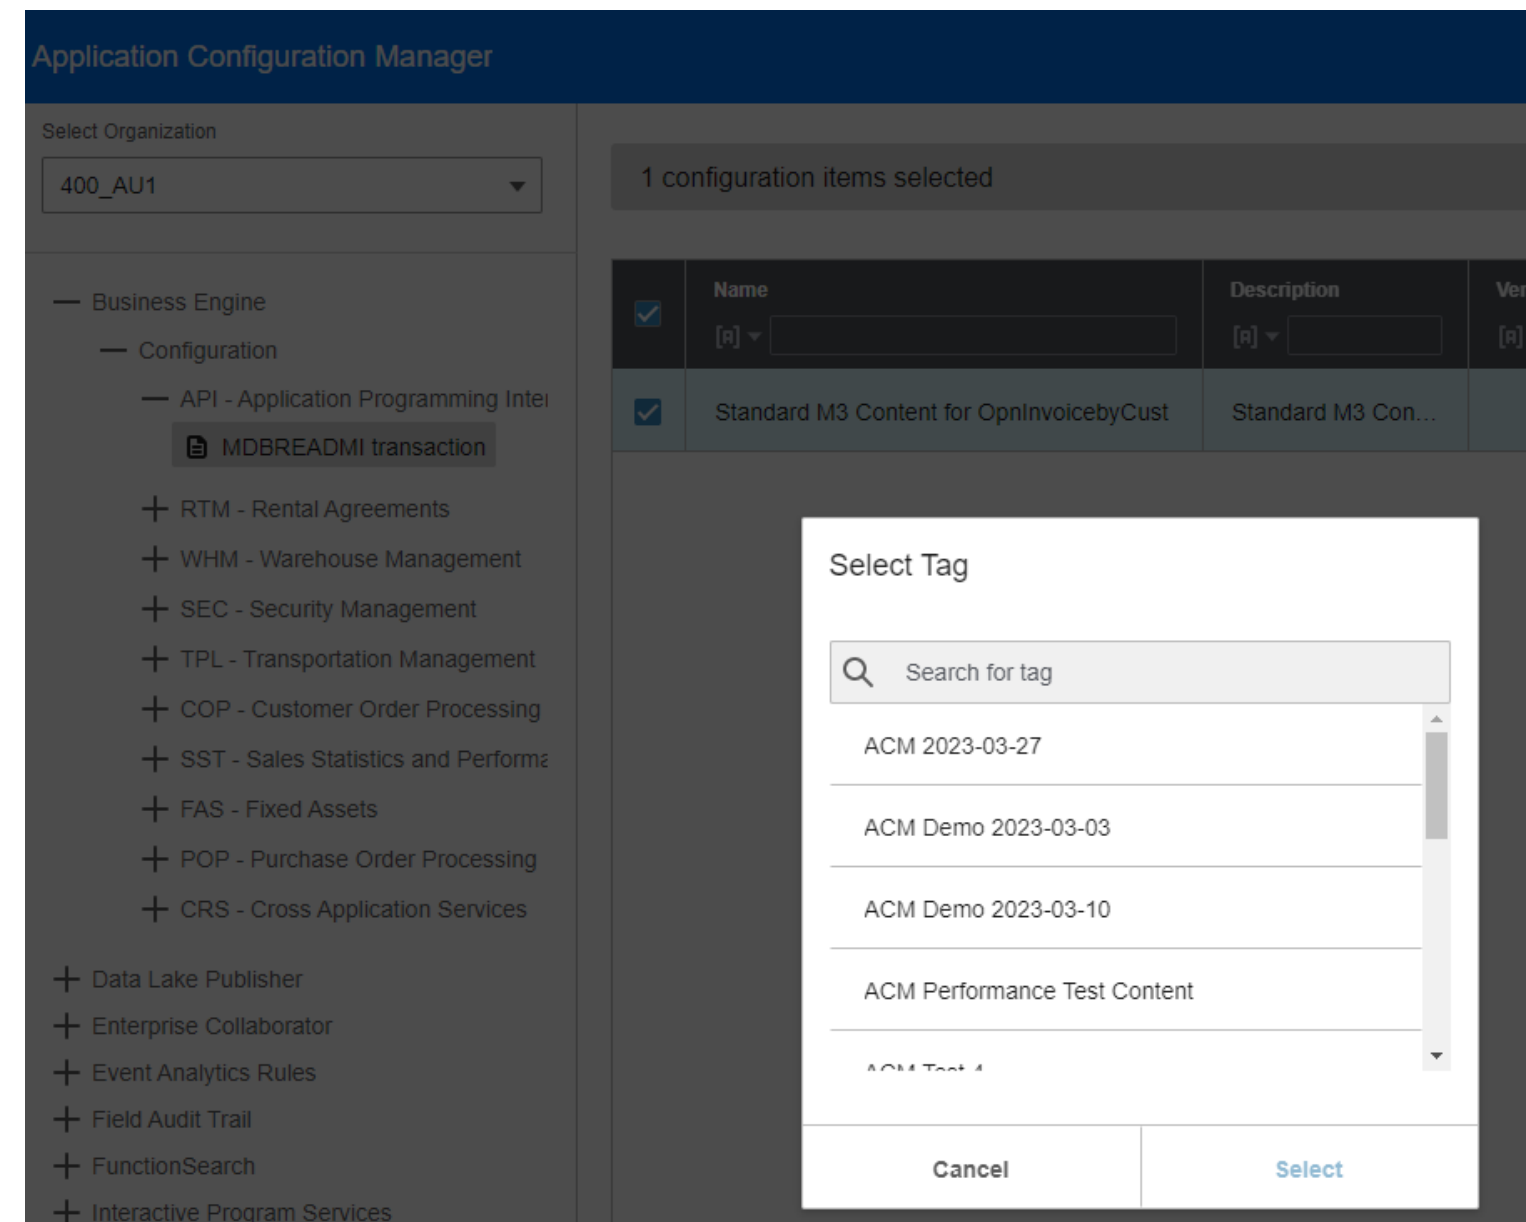 Application Configuration Manager
Select Organization
400_AU1
Business Engine
Configuration
API - Application Programming Inter
MDBREADMI transaction
RTM - Rental Agreements
WHM - Warehouse Management
SEC - Security Management
TPL - Transportation Management
COP - Customer Order Processing
SST - Sales Statistics and Performa
FAS - Fixed Assets
POP - Purchase Order Processing
CRS - Cross Application Services
Data Lake Publisher
Enterprise Collaborator
Event Analytics Rules
Field Audit Trail
FunctionSearch
Interactive Program Services
1 configuration items selected
Name Description Ver
Standard M3 Content for OpnInvoicebyCust Standard M3 Con...
Select Tag
Search for tag
ACM 2023-03-27
ACM Demo 2023-03-03
ACM Demo 2023-03-10
ACM Performance Test Content
ACM Test 4
Cancel Select